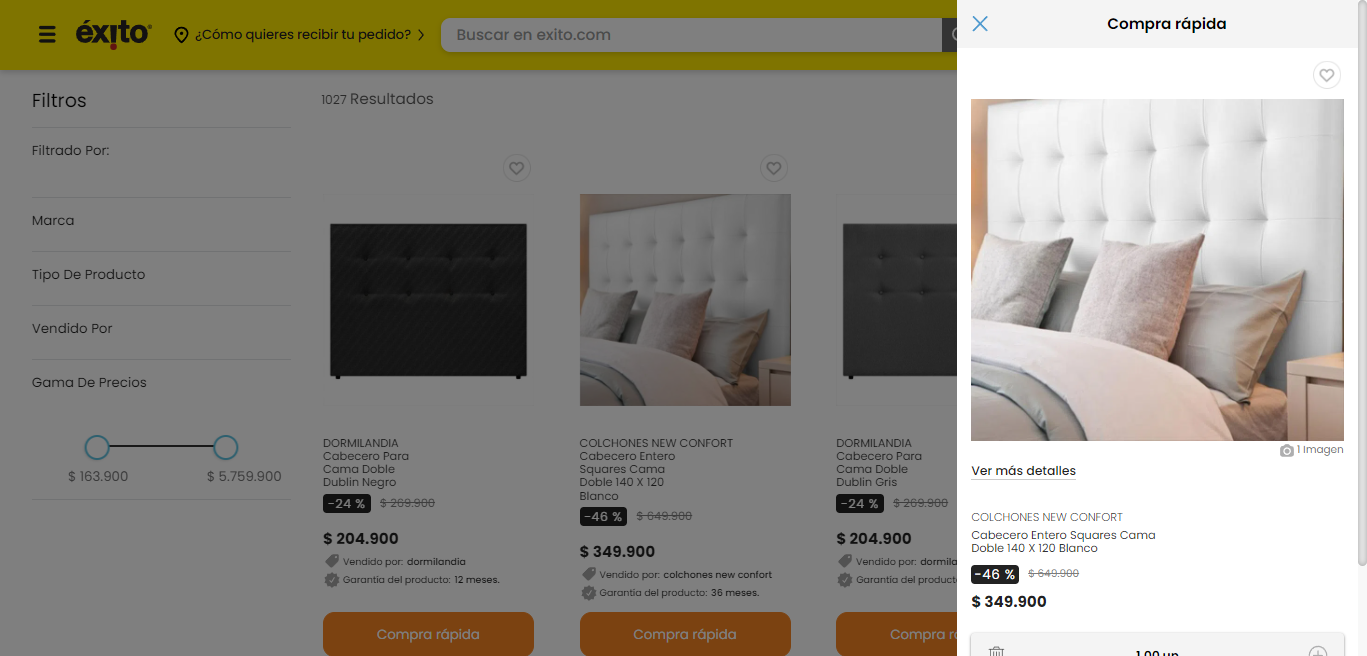 éxito
¿Cómo quieres recibir tu pedido?
Buscar en exito.com
Compra rápida
Filtros
1027 Resultados
Filtrado Por:
Marca
Tipo De Producto
Vendido Por
Gama De Precios
$ 163.900
$ 5.759.900
DORMILANDIA
Cabecero Para
Cama Doble
Dublin Negro
-24 %
$ 269.900
$ 204.900
Vendido por: dormilandia
Garantía del producto: 12 meses.
Compra rápida
COLCHONES NEW CONFORT
Cabecero Entero
Squares Cama
Doble 140 X 120
Blanco
-46 %
$ 649.900
$ 349.900
Vendido por: colchones new confort
Garantía del producto: 36 meses.
Compra rápida
DORMILANDIA
Cabecero Para
Cama Doble
Dublin Gris
-24 %
$ 269.900
$ 204.900
Vendido por: dormila
Garantía del product
Compra r
1 Imagen
Ver más detalles
COLCHONES NEW CONFORT
Cabecero Entero Squares Cama
Doble 140 X 120 Blanco
-46 %
$ 649.900
$ 349.900
1.00 un